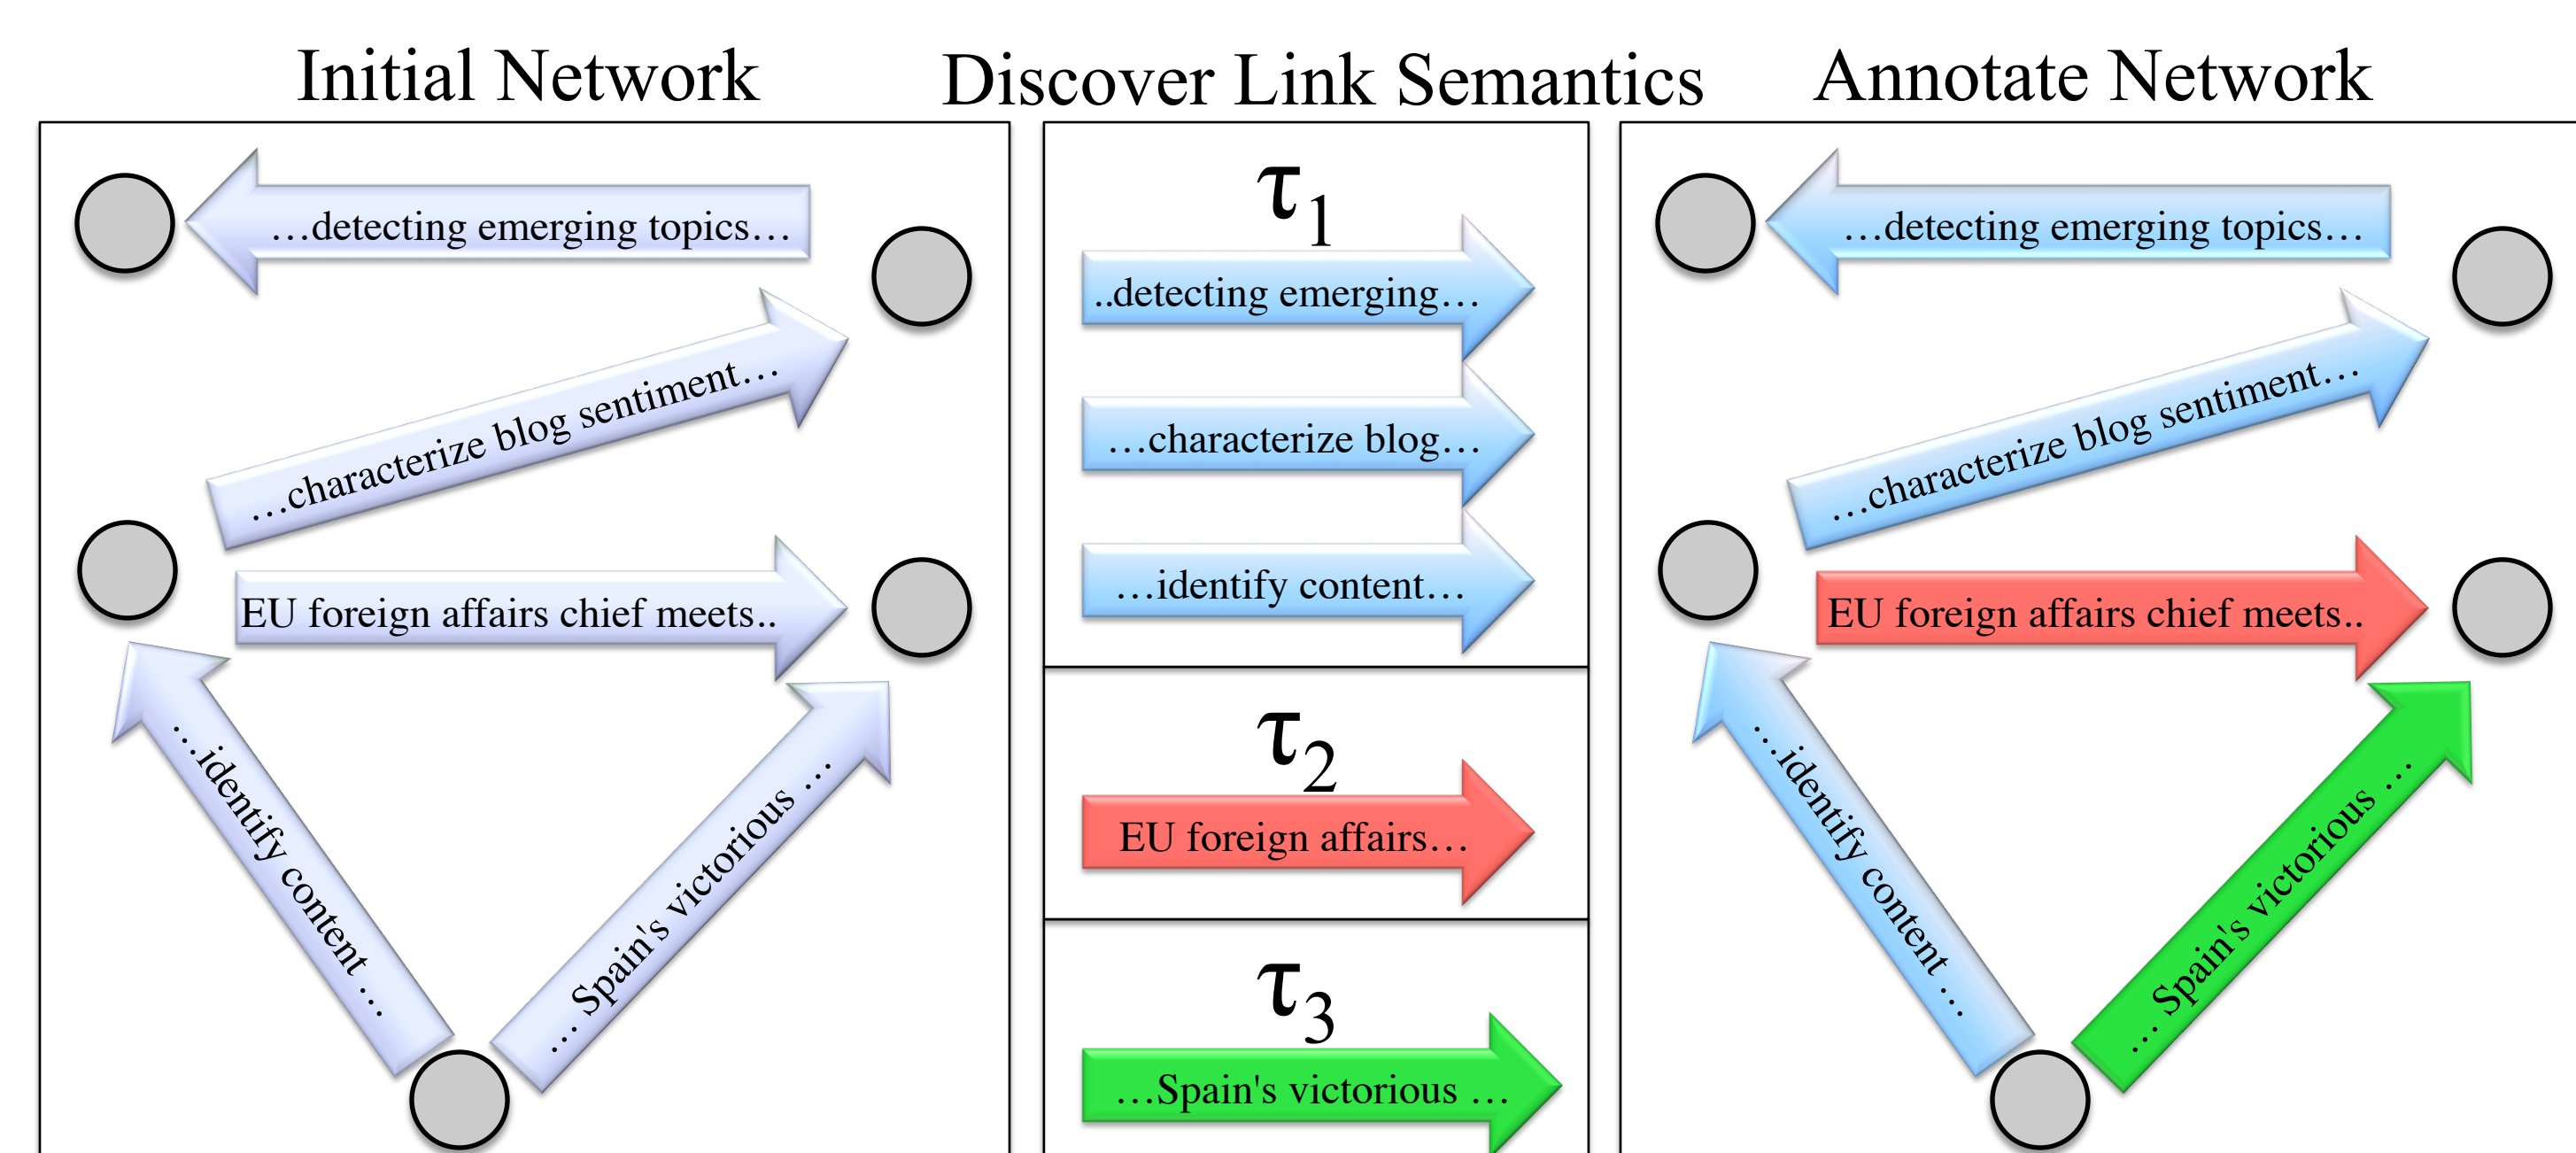 Initial Network
…detecting emerging topics…
…characterize blog sentiment…
EU foreign affairs chief meets..
…identify content …
… Spain's victorious …
Discover Link Semantics
τ1
..detecting emerging…
…characterize blog…
…identify content…
τ2
EU foreign affairs…
τ3
…Spain's victorious …
Annotate Network
…detecting emerging topics…
…characterize blog sentiment…
EU foreign affairs chief meets..
…identify content …
… Spain's victorious …